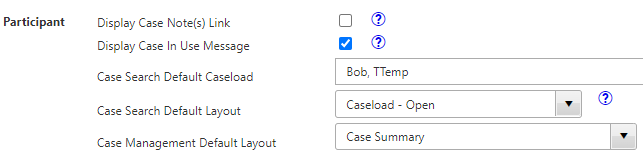 Participant Display Case Note(s) Link ?
Display Case In Use Message ?
Case Search Default Caseload Bob, TTemp
Case Search Default Layout Caseload - Open ?
Case Management Default Layout Case Summary